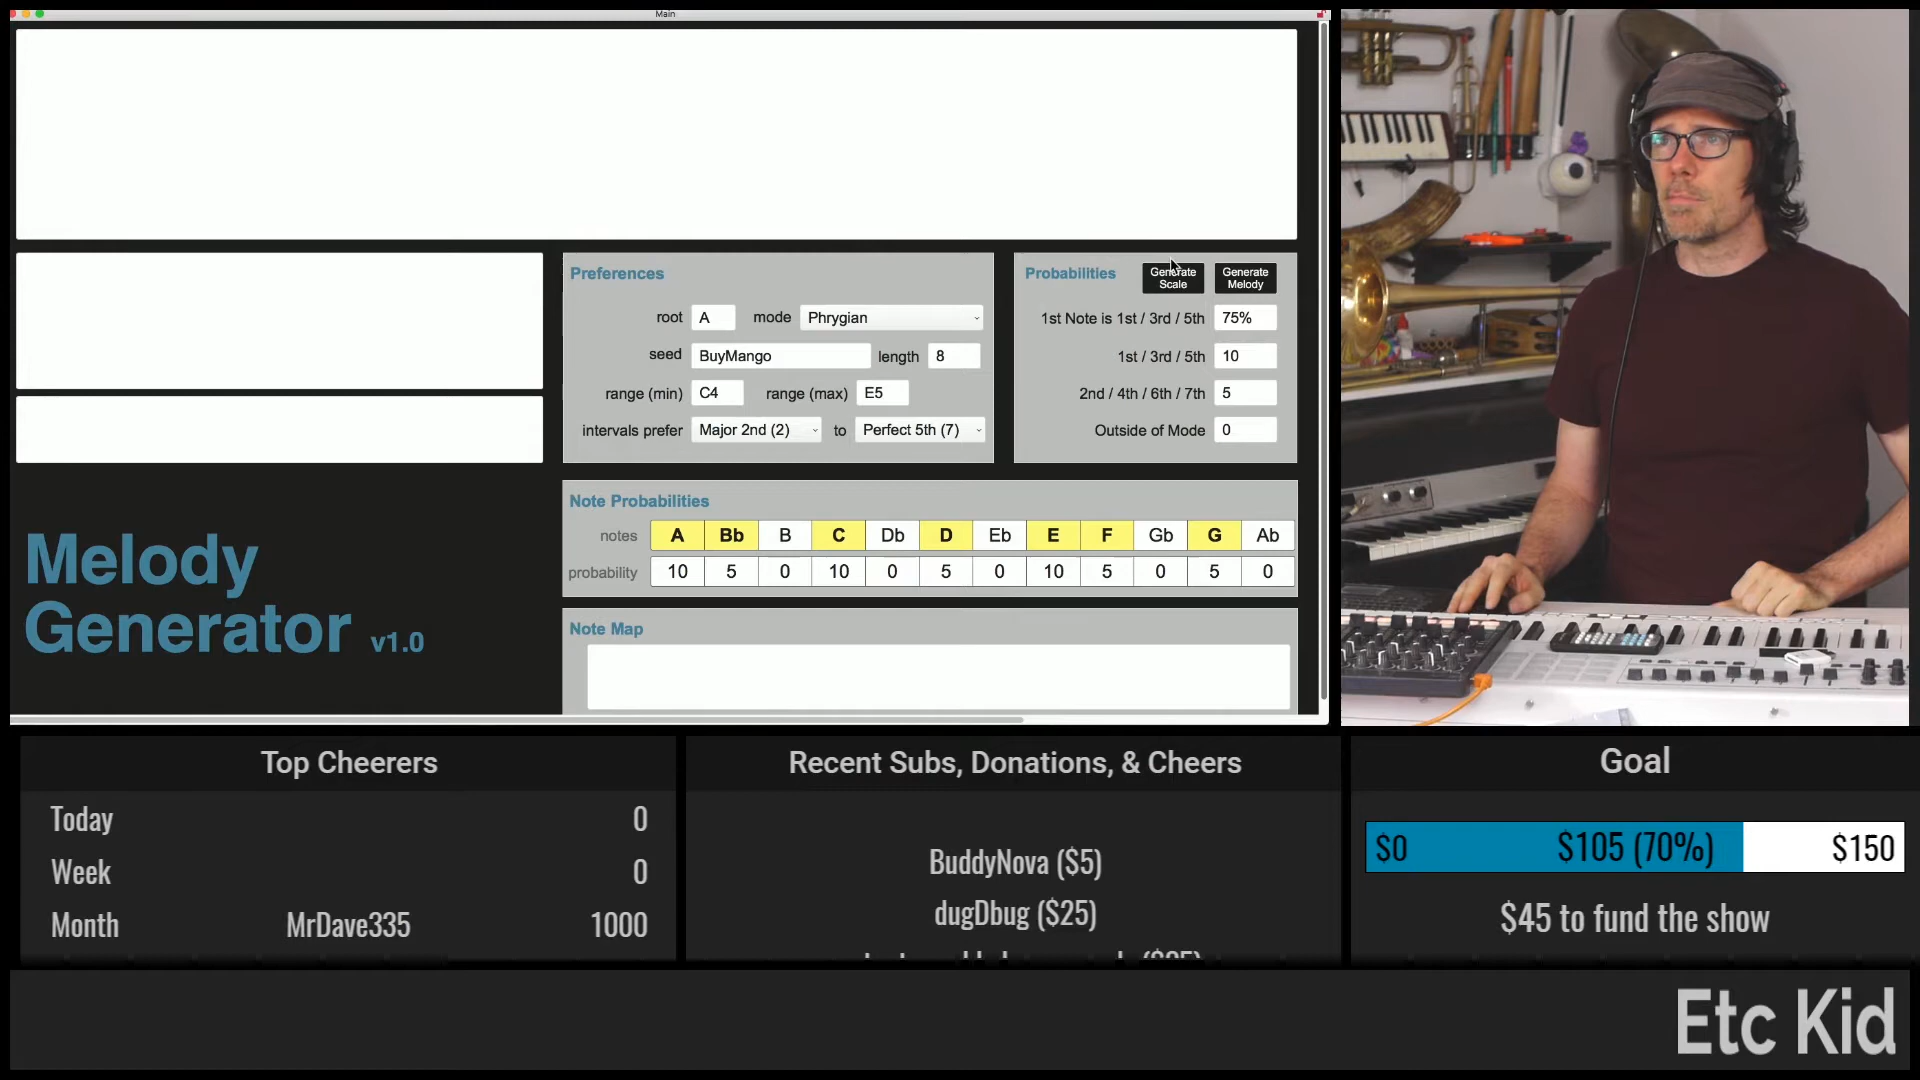 Main
Preferences
root A mode Phrygian
seed BuyMango length 8
range (min) C4 range (max) E5
intervals prefer Major 2nd (2) to Perfect 5th (7)
Probabilities
Generate Scale
Generate Melody
1st Note is 1st / 3rd / 5th 75%
1st / 3rd / 5th 10
2nd / 4th / 6th / 7th 5
Outside of Mode 0
Note Probabilities
notes A Bb B C Db D Eb E F Gb G Ab
probability 10 5 0 10 0 5 0 10 5 0 5 0
Note Map
Melody
Generator v1.0
Top Cheerers
Today 0
Week 0
Month MrDave335 1000
Recent Subs, Donations, & Cheers
BuddyNova ($5)
dugDbug ($25)
Goal
$0 $105 (70%) $150
$45 to fund the show
Etc Kid